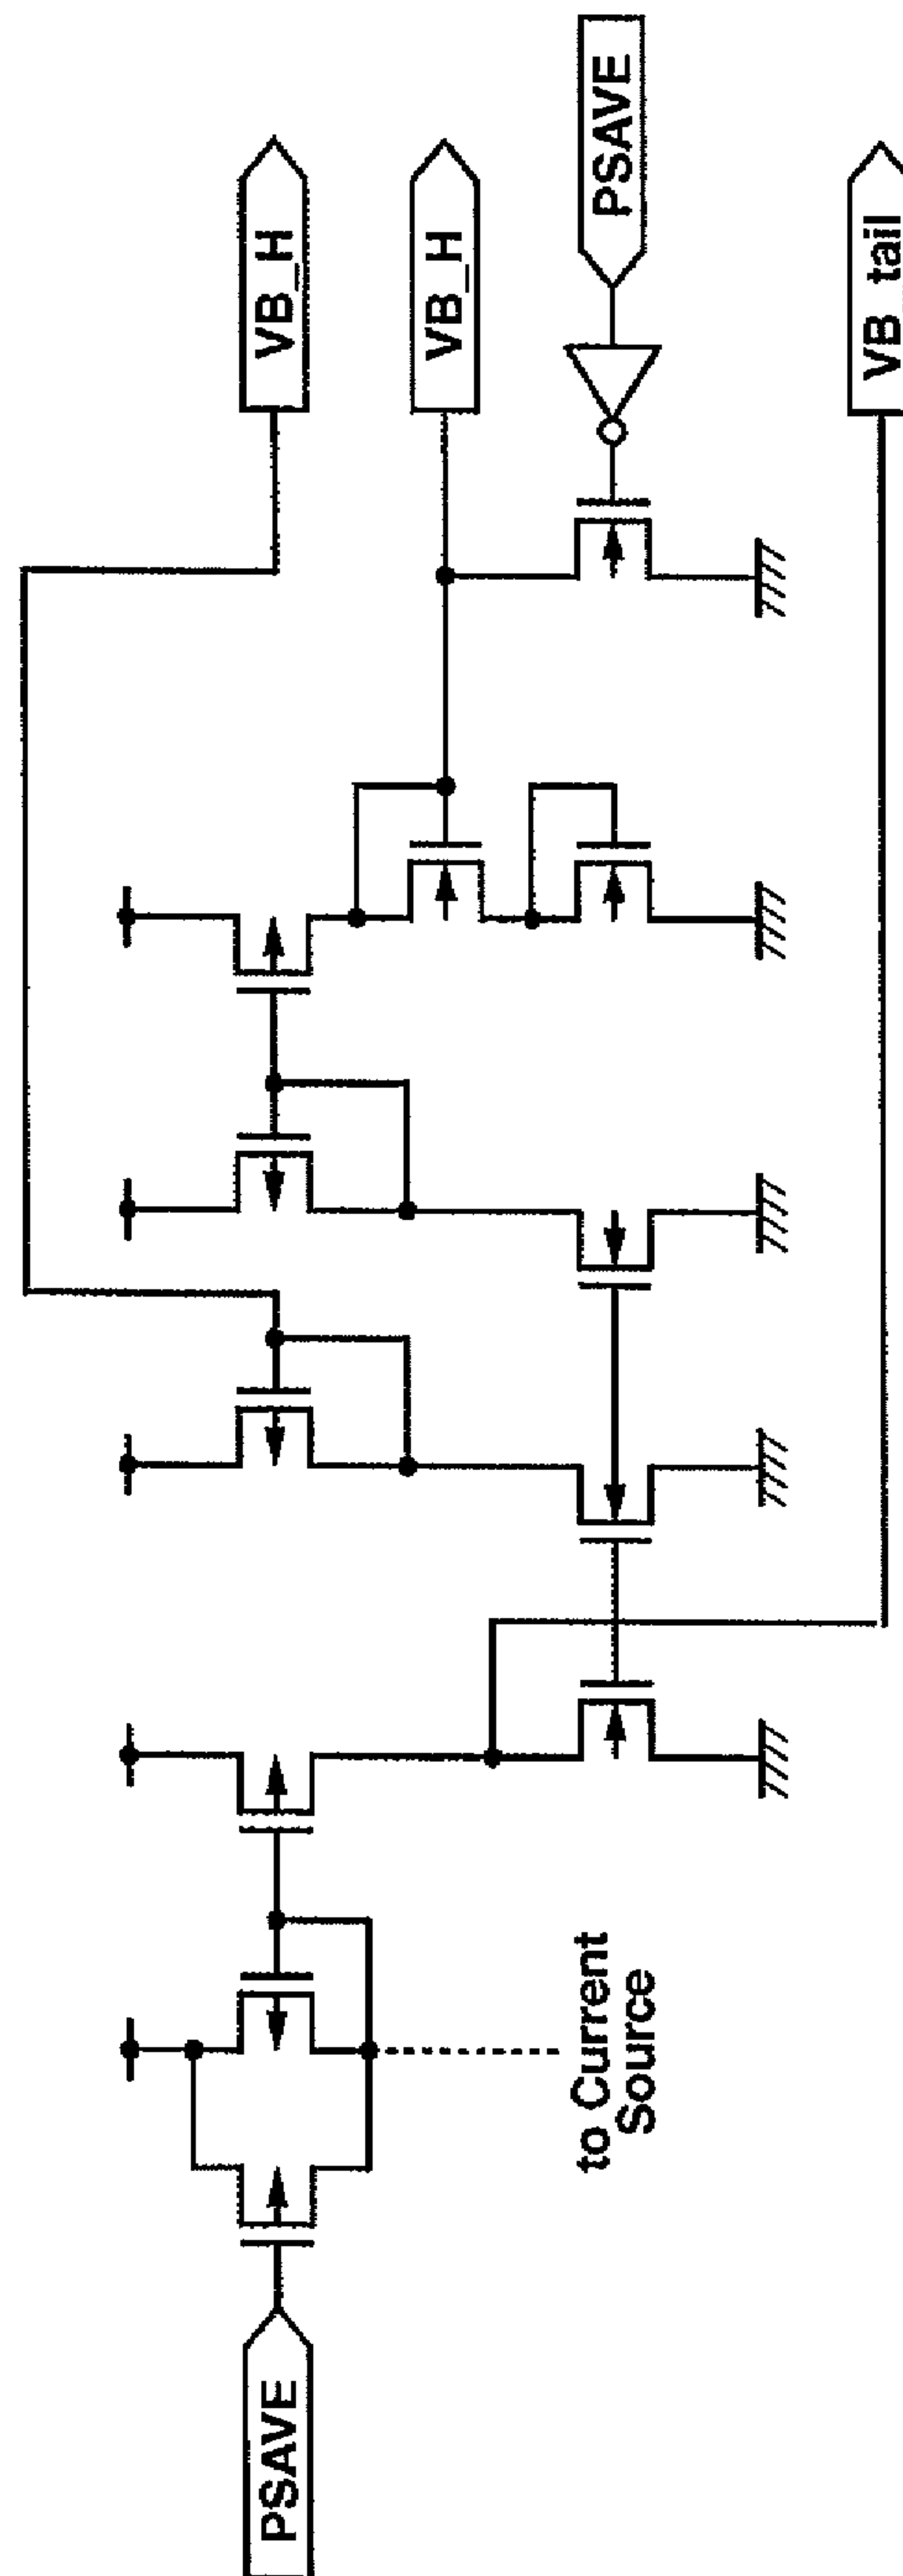 PSAVE
to Current
Source
VB_H
VB_H
PSAVE
VB_tail